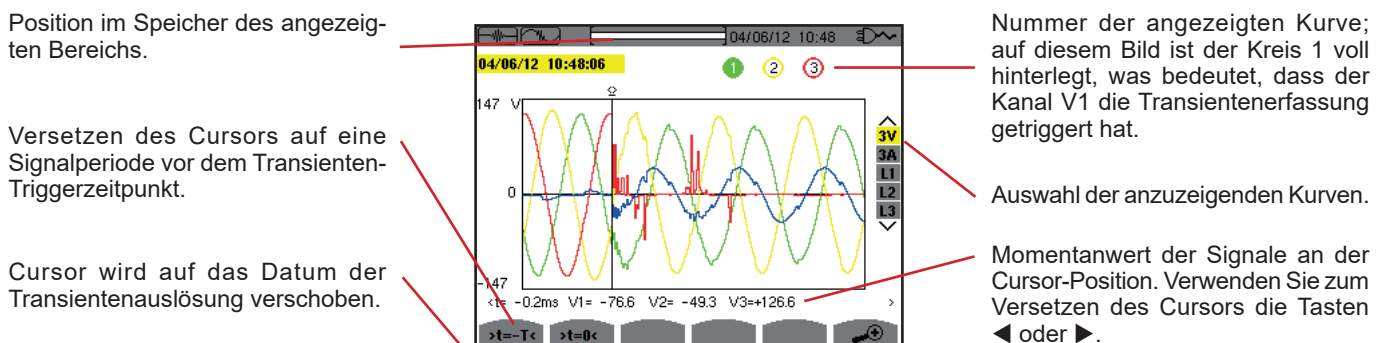 Position im Speicher des angezeig-
ten Bereichs.
Versetzen des Cursors auf eine
Signalperiode vor dem Transienten-
Triggerzeitpunkt.
Cursor wird auf das Datum der
Transientenauslösung verschoben.
04/06/12 10:48
04/06/12 10:48:06
1 2 3
147 V
0
-147
3V
3A
L1
L2
L3
<t= -0.2ms V1= -76.6 V2= -49.3 V3=+126.6 >
>t=-T< >t=0<
Nummer der angezeigten Kurve;
auf diesem Bild ist der Kreis 1 voll
hinterlegt, was bedeutet, dass der
Kanal V1 die Transientenerfassung
getriggert hat.
Auswahl der anzuzeigenden Kurven.
Momentanwert der Signale an der
Cursor-Position. Verwenden Sie zum
Versetzen des Cursors die Tasten
◄ oder ►.